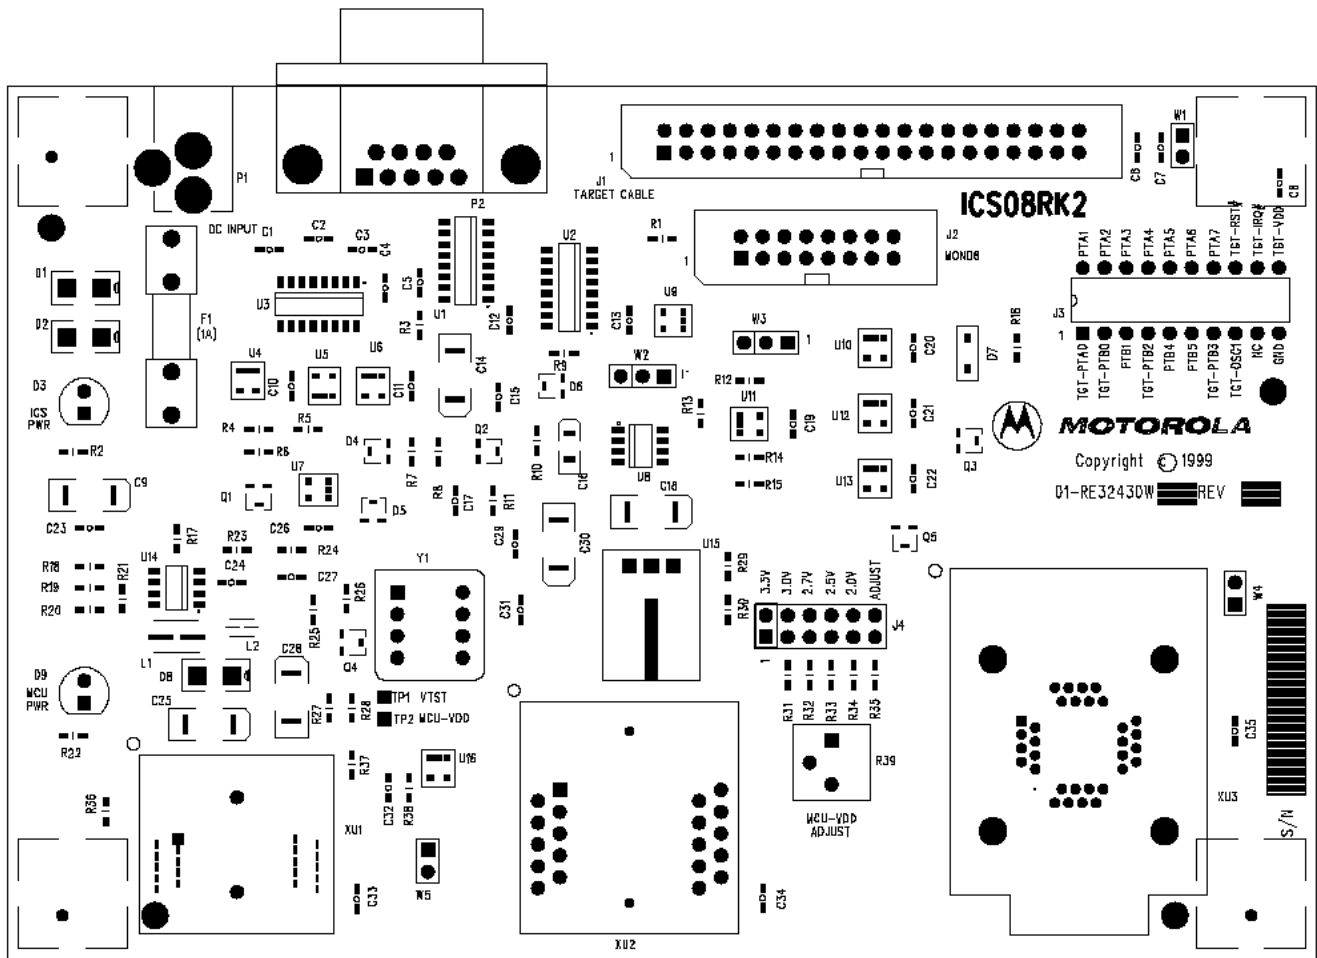 W1
P1
1
J1
TARGET CABLE
C6
C7
C8
ICS08RK2
P2
DC INPUT
C1
C2
C3
C4
U2
R1
J2
MON08
1
PTA1
PTA2
PTA3
PTA4
PTA5
PTA6
PTA7
TGT-RST*
TGT-IRQ*
TGT-VDD
D1
D2
F1
(1A)
U3
C5
R3
U1
C12
C13
U9
W3
1
U10
C20
D7
R16
J3
1
TGT-PTA0
TGT-PTB0
PTB1
TGT-PTB2
PTB4
PTB5
TGT-PTB3
TGT-OSC1
NC
GND
D3
ICS
PWR
U4
C10
U5
U6
C11
C14
C15
R9
D6
W2
1
R12
R13
U11
C19
U12
C21
MOTOROLA
Copyright © 1999
01-RE3243DW REV
R2
R4
R5
R6
D4
R7
R8
Q2
R10
C16
U8
R14
R15
U13
C22
Q3
C9
Q1
U7
D5
C17
R11
C18
C23
R17
R23
C26
R24
C29
C30
U15
Q5
R18
R19
R20
R21
U14
C24
C27
R25
R26
Y1
C31
R29
R30
3.3V
3.0V
2.7V
2.5V
2.0V
ADJUST
J4
1
W4
L1
L2
D8
C28
Q4
D9
MCU
PWR
C25
R27
R28
TP1 VTST
TP2 MCU-VDD
R31
R32
R33
R34
R35
C35
R22
R37
U16
R39
R36
C32
R38
MCU-VDD
ADJUST
XU3
S/N
XU1
W5
C33
C34
XU2